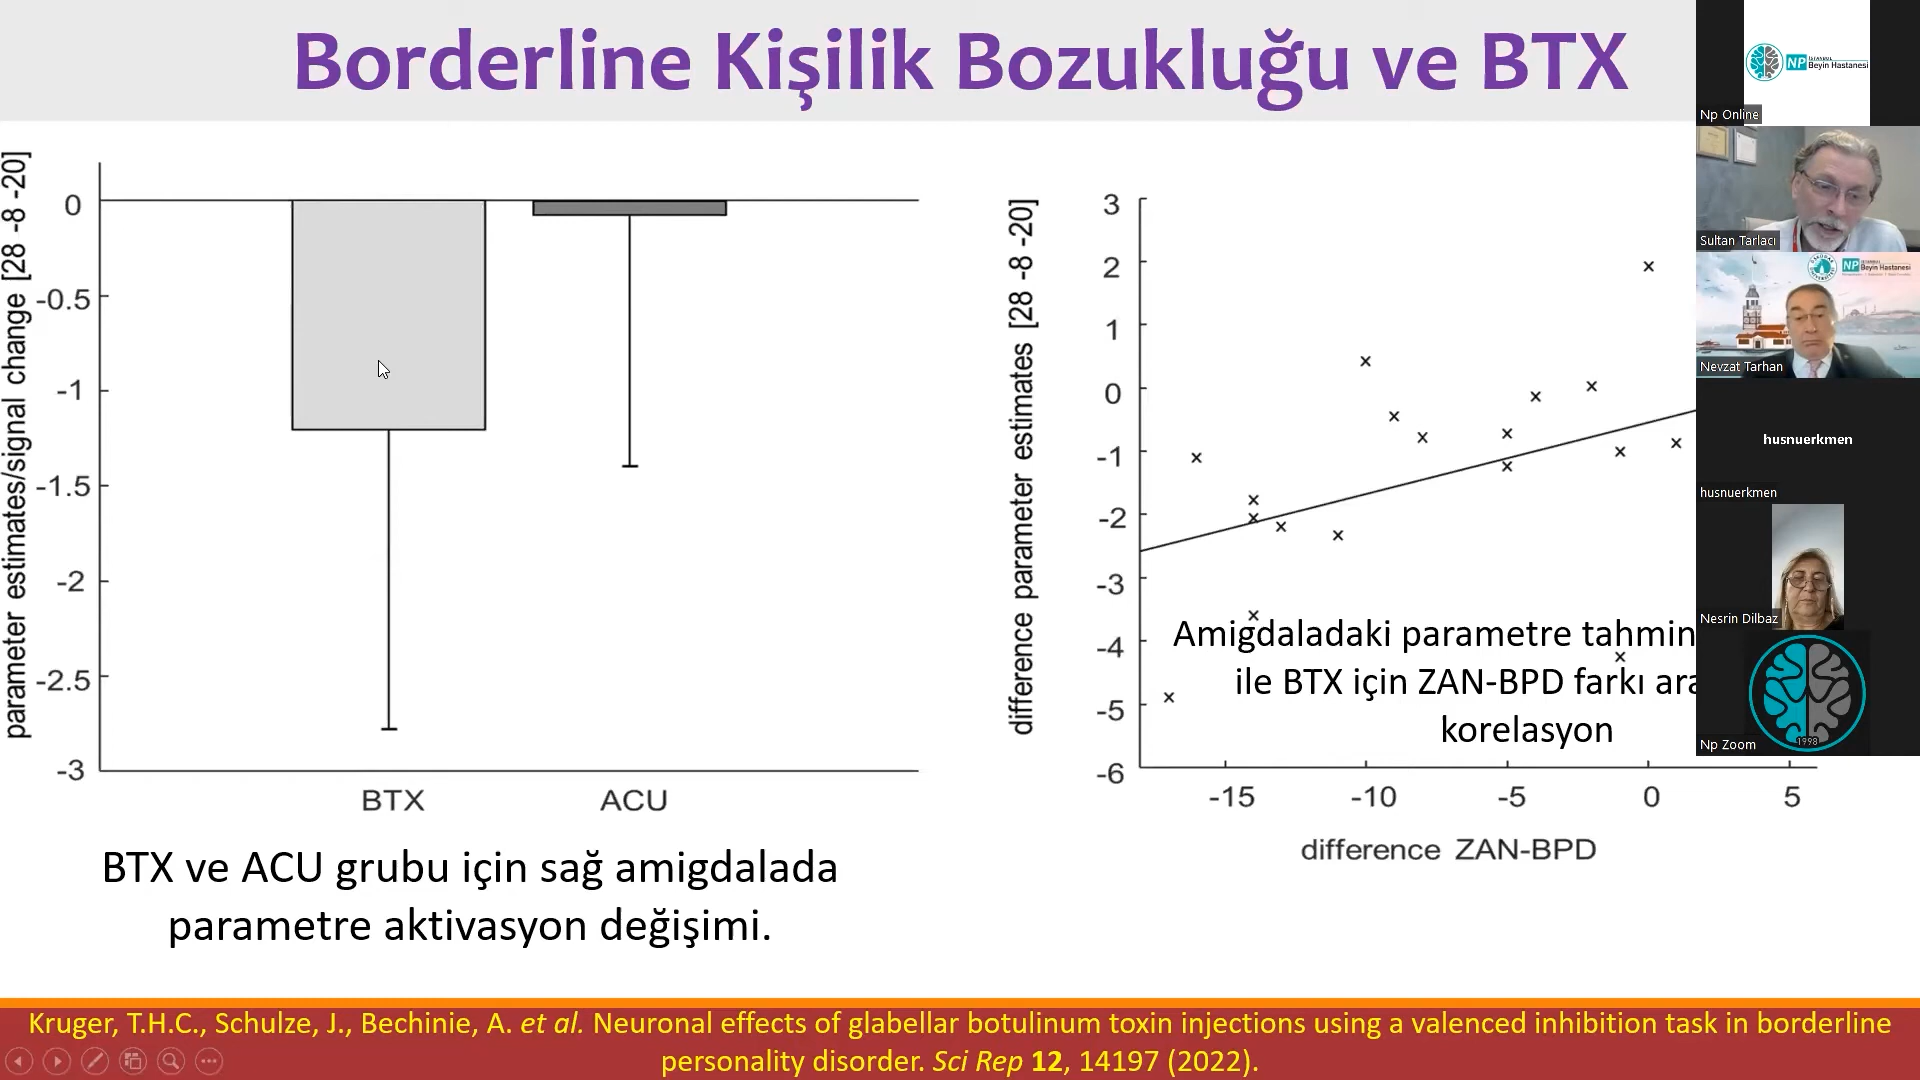 Borderline Kişilik Bozukluğu ve BTX
parameter estimates/signal change [28 -8 -20]
0
-0.5
-1
-1.5
-2
-2.5
-3
BTX
ACU
BTX ve ACU grubu için sağ amigdalada
parametre aktivasyon değişimi.
difference parameter estimates [28 -8 -20]
3
2
1
0
-1
-2
-3
-4
-5
-6
-15
-10
-5
0
5
difference ZAN-BPD
Amigdaladaki parametre tahmin
ile BTX için ZAN-BPD farkı ara
korelasyon
Kruger, T.H.C., Schulze, J., Bechinie, A. et al. Neuronal effects of glabellar botulinum toxin injections using a valenced inhibition task in borderline
personality disorder. Sci Rep 12, 14197 (2022).
NP
İSTANBUL
Beyin Hastanesi
Np Online
Sultan Tarlacı
NP
İSTANBUL
Beyin Hastanesi
Nevzat Tarhan
husnuerkmen
husnuerkmen
Nesrin Dilbaz
1998
Np Zoom